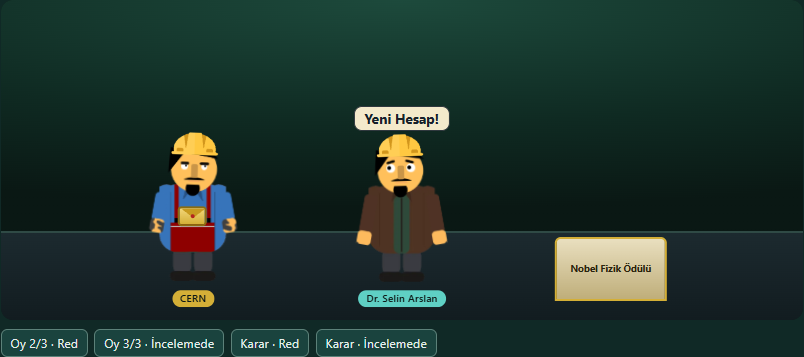 Yeni Hesap!
CERN
Dr. Selin Arslan
Nobel Fizik Ödülü
Oy 2/3 · Red
Oy 3/3 · İncelemede
Karar · Red
Karar · İncelemede